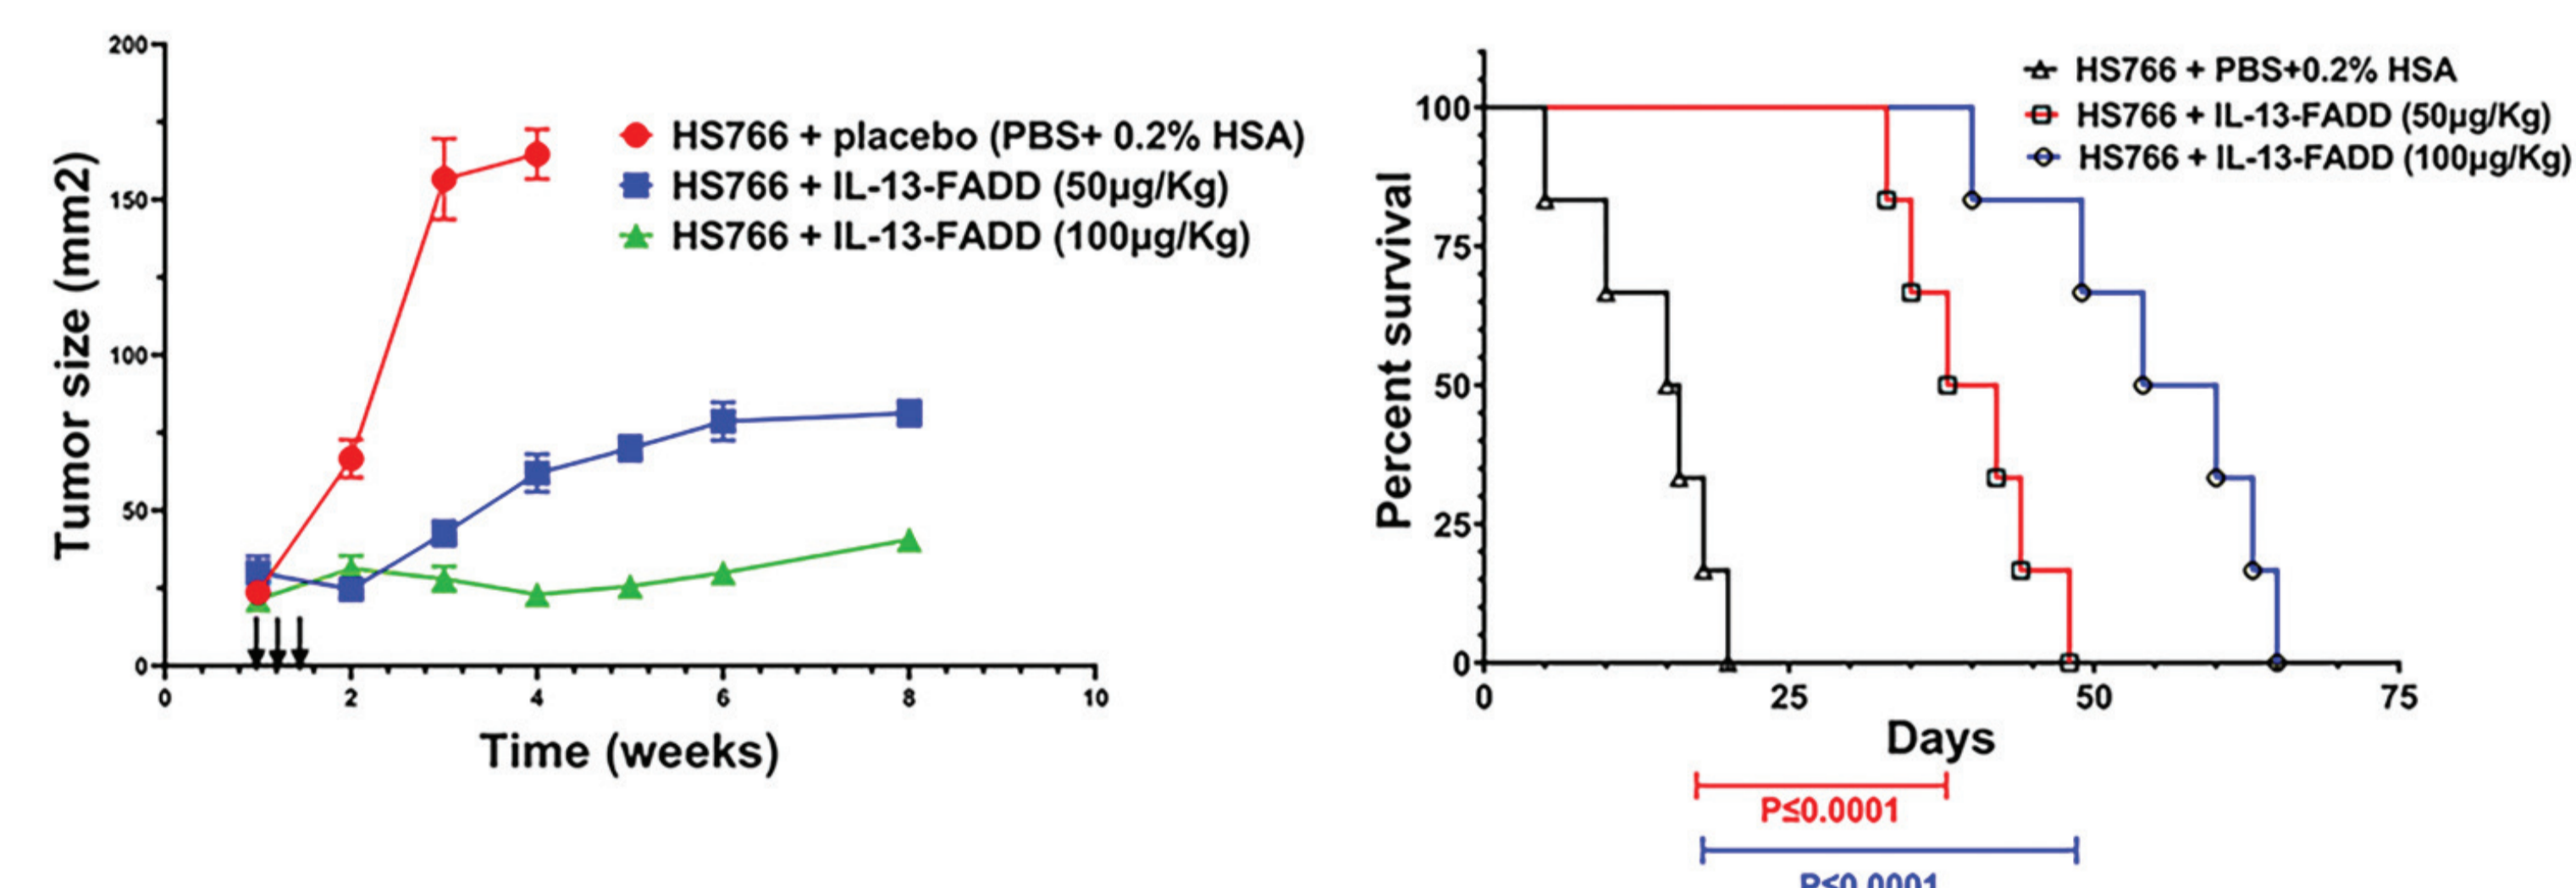 200
150
100
50
0
0 2 4 6 8 10
Tumor size (mm2)
Time (weeks)
HS766 + placebo (PBS+ 0.2% HSA)
HS766 + IL-13-FADD (50µg/Kg)
HS766 + IL-13-FADD (100µg/Kg)
100
75
50
25
0
0 25 50 75
Percent survival
Days
HS766 + PBS+0.2% HSA
HS766 + IL-13-FADD (50µg/Kg)
HS766 + IL-13-FADD (100µg/Kg)
P≤0.0001
P≤0.0001